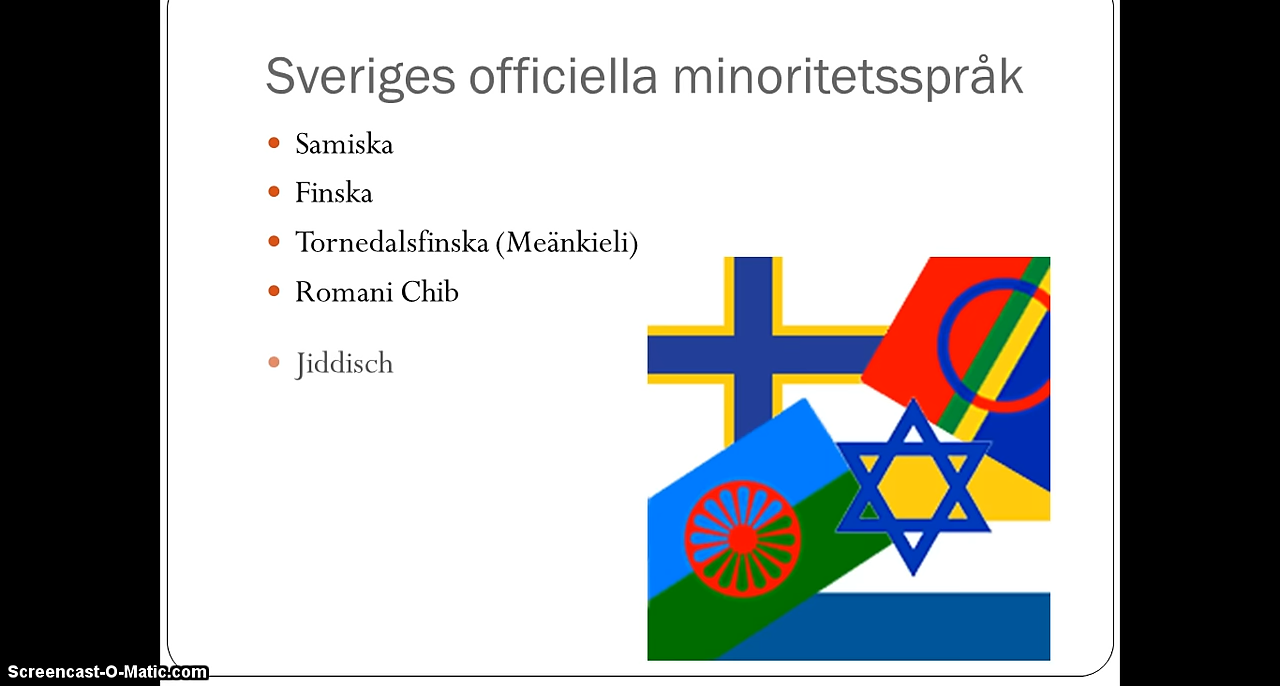 Sveriges officiella minoritetsspråk
Samiska
Finska
Tornedalsfinska (Meänkieli)
Romani Chib
Jiddisch
Screencast-O-Matic.com